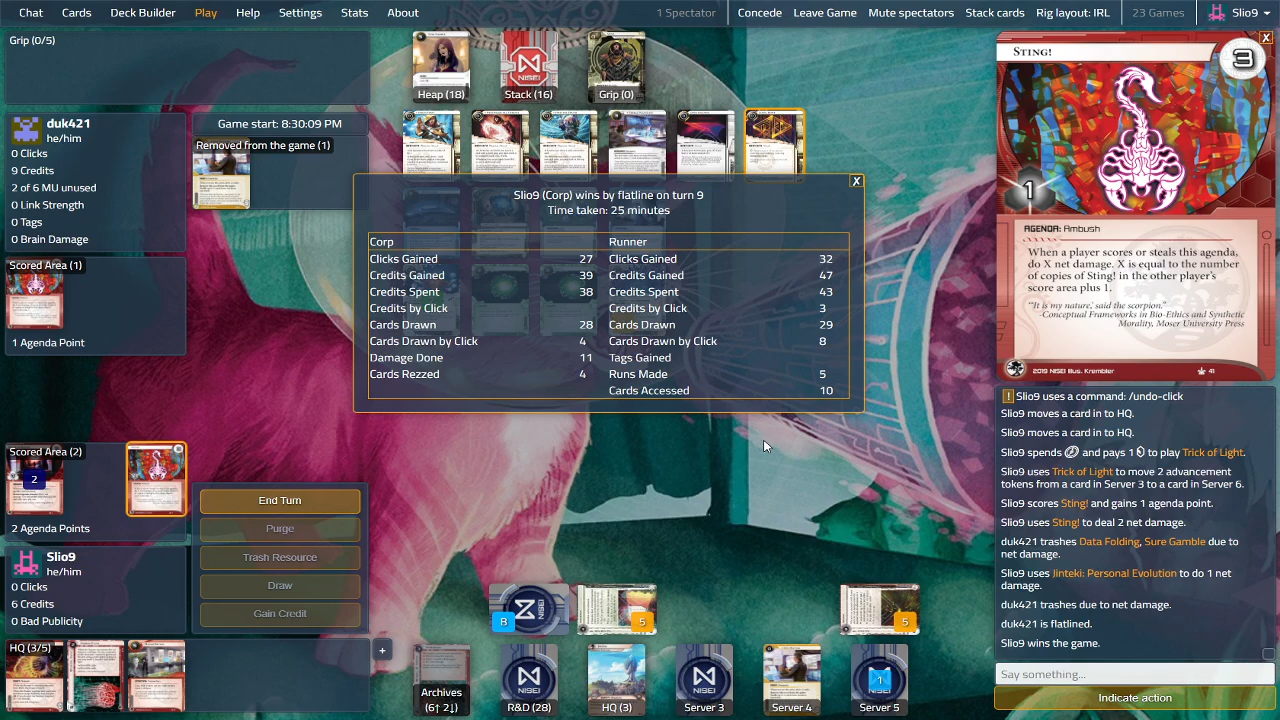 Chat Cards Deck Builder Play Help Settings Stats About
1 Spectator Concede Leave Game Mute spectators Stack cards Rig layout: IRL 23 Games Slio9
Grip (0/5)
Heap (18)
Stack (16)
NISEI
Grip (0)
duk421
he/him
0 Clicks
9 Credits
0 Link Strength
0 Tags
0 Brain Damage
Game start: 8:30:09 PM
Scored Area (1)
1 Agenda Point
Slio9 (Corp) wins by flatline on turn 9
Time taken: 25 minutes
X
Corp Runner
Clicks Gained 27 Clicks Gained 32
Credits Gained 39 Credits Gained 47
Credits Spent 38 Credits Spent 43
Credits by Click Credits by Click 3
Cards Drawn 28 Cards Drawn 29
Cards Drawn by Click 4 Cards Drawn by Click 8
Damage Done 11 Tags Gained
Cards Rezzed 4 Runs Made 5
Cards Accessed 10
Scored Area (2)
2
2 Agenda Points
End Turn
Purge
Trash Resource
Draw
Gain Credit
Slio9
he/him
0 Clicks
6 Credits
0 Bad Publicity
HQ (3/5)
+
NISEI
8
5
5
Archives
(6↑ 2↓)
NISEI
R&D (28)
HQ (3)
NISEI
Server 3
Server 4
1
Server 5
X
Sting!
3
1
AGENDA: Ambush
When a player scores or steals this agenda,
do X net damage. X is equal to the number
of copies of Sting! in the other player's
score area plus 1.
"It is my nature,' said the scorpion."
-Conceptual Frameworks in Bio-Ethics and Synthetic
Morality, Moser University Press
2019 NISEI Illus. Krembler 41
! Slio9 uses a command: /undo-click
Slio9 moves a card in to HQ.
Slio9 moves a card in to HQ.
Slio9 spends and pays 1 to play Trick of Light.
Slio9 uses Trick of Light to move 2 advancement
tokens from a card in Server 3 to a card in Server 6.
Slio9 scores Sting! and gains 1 agenda point.
Slio9 uses Sting! to deal 2 net damage.
duk421 trashes Data Folding, Sure Gamble due to
net damage.
Slio9 uses Jinteki: Personal Evolution to do 1 net
damage.
duk421 trashes due to net damage.
duk421 is flatlined.
Slio9 wins the game.
Say something...
Indicate action